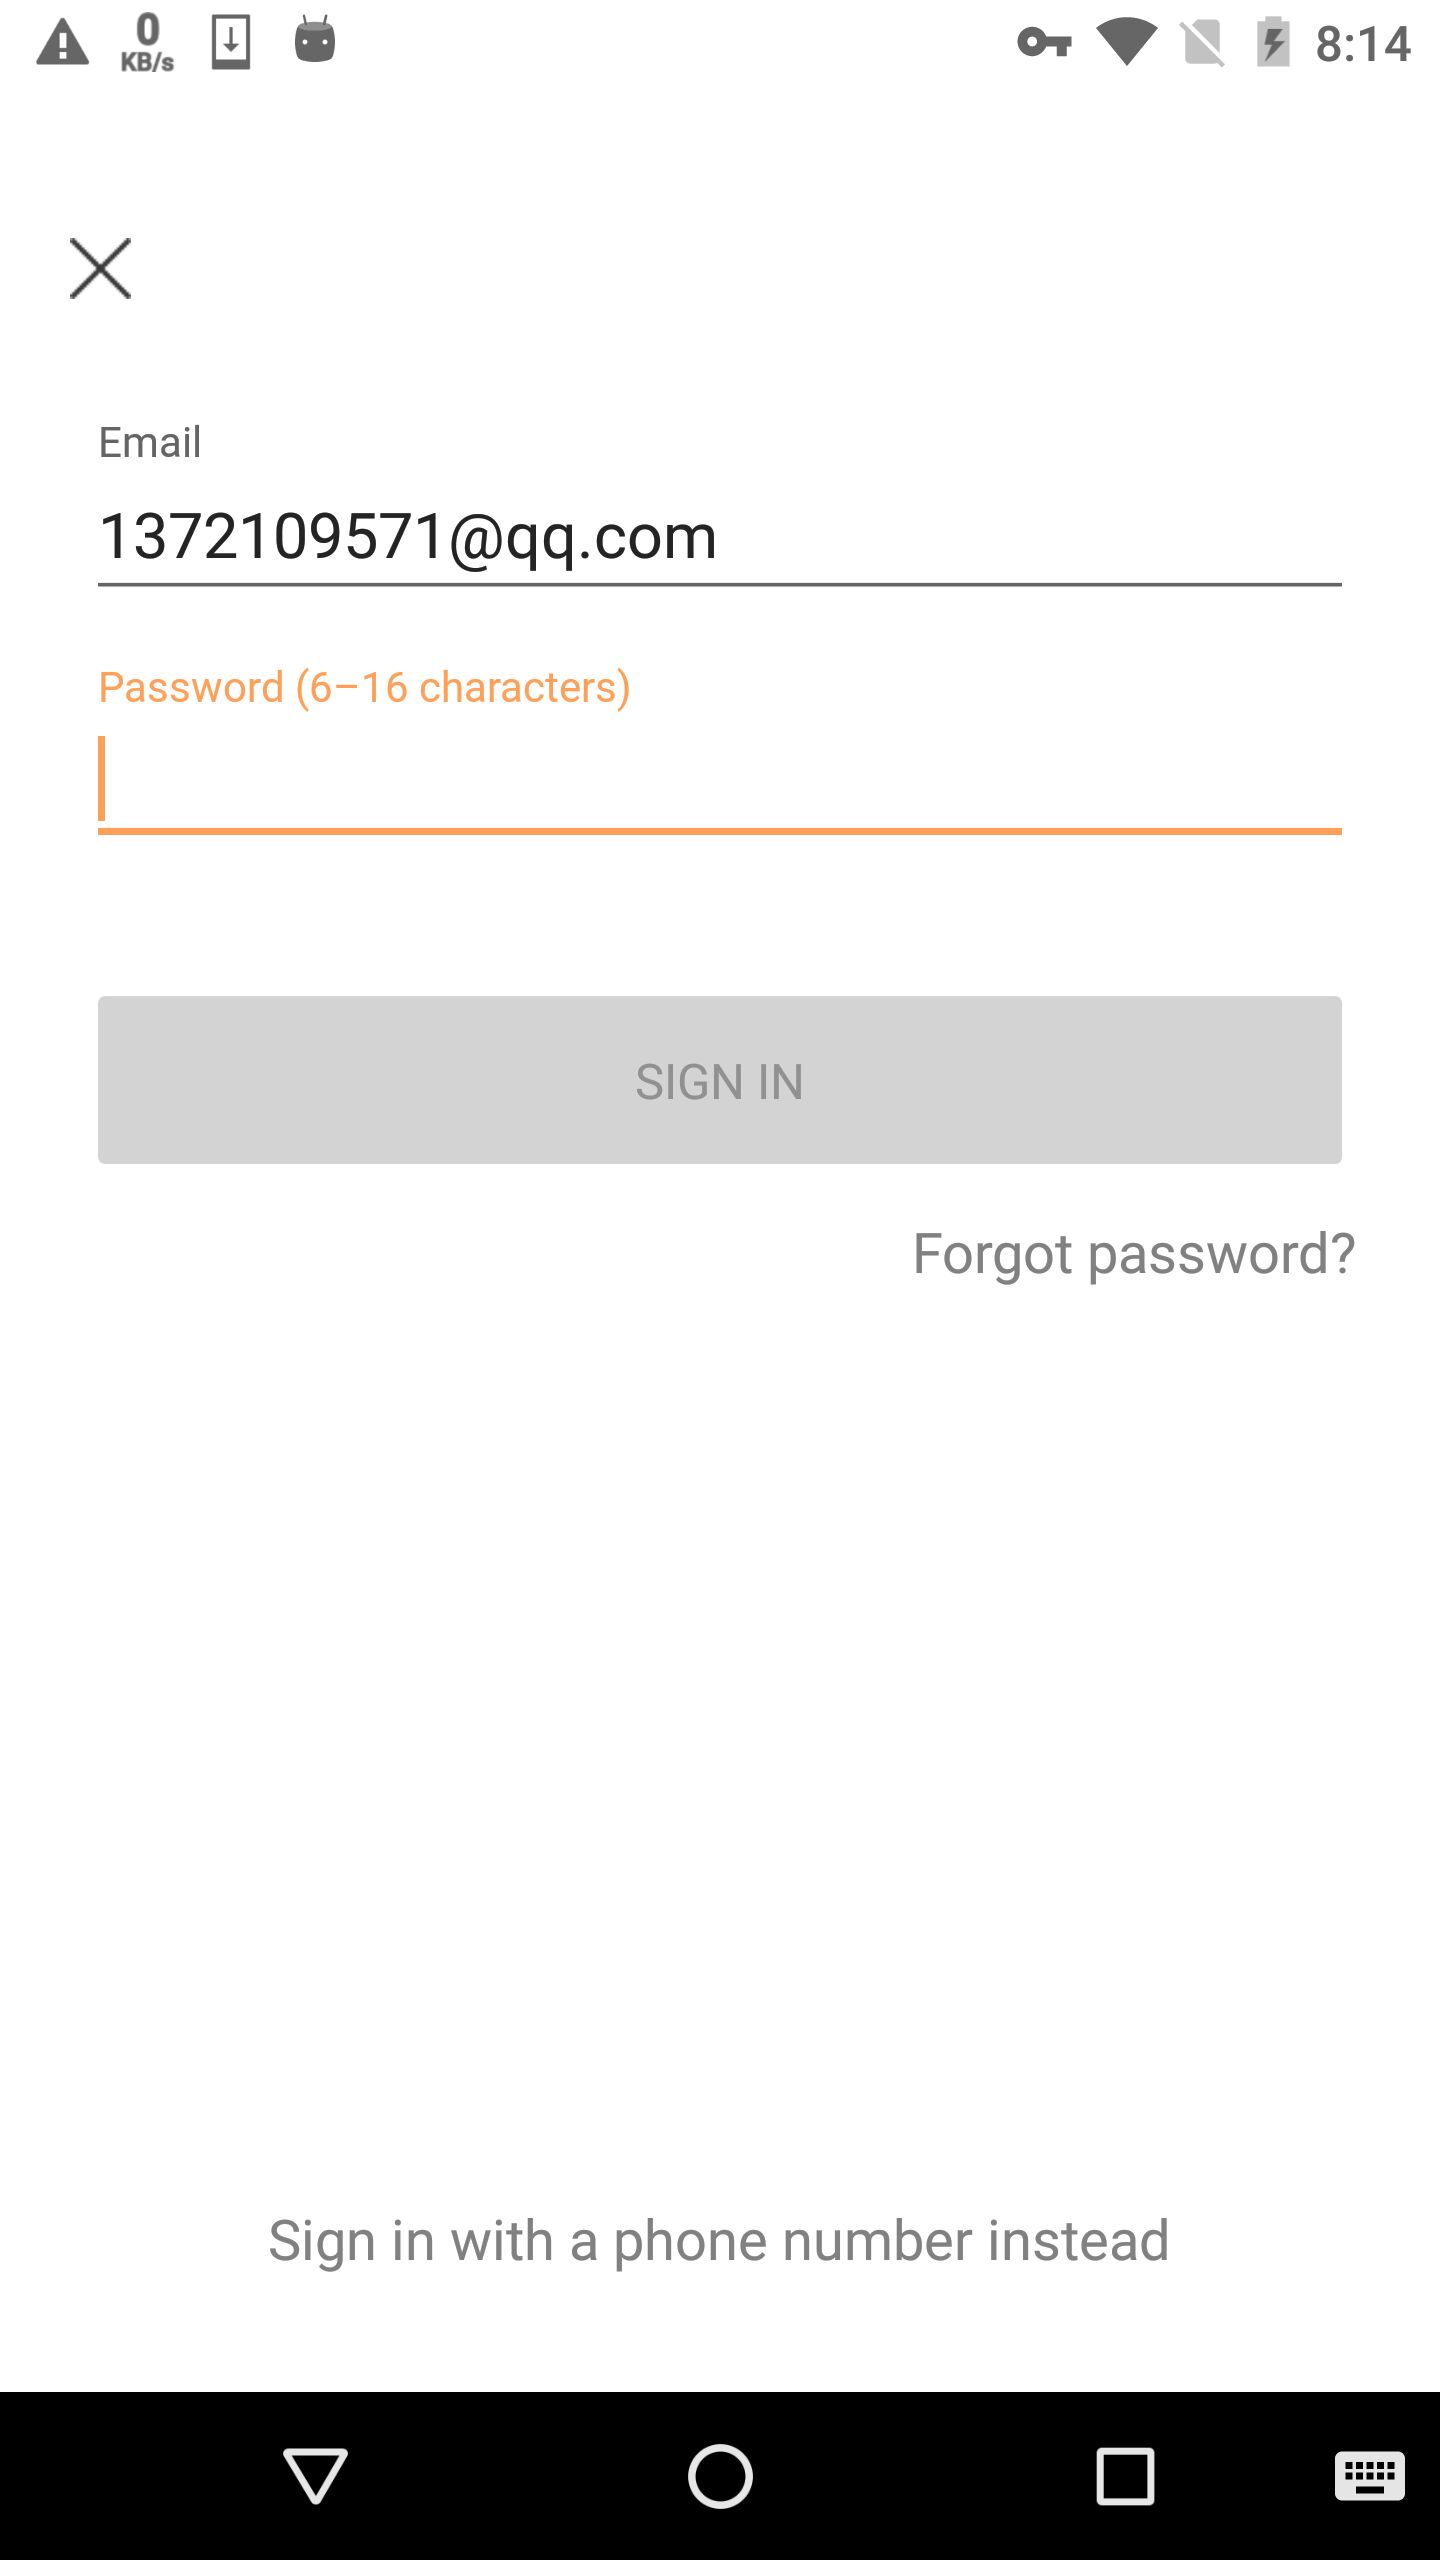 0
KB/s
8:14
Email
1372109571@qq.com
Password (6–16 characters)
SIGN IN
Forgot password?
Sign in with a phone number instead